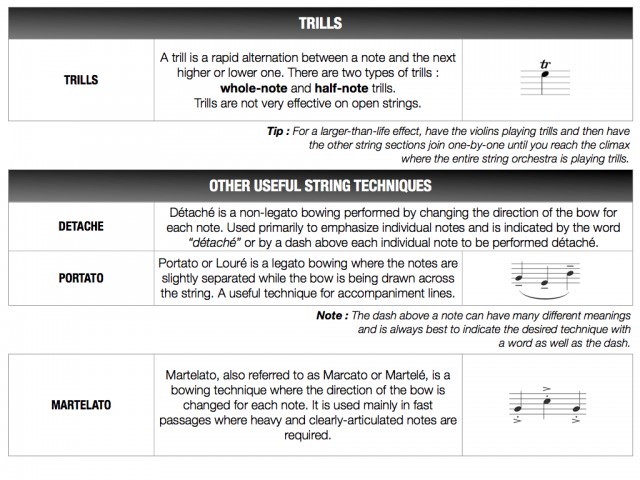 TRILLS
TRILLS
A trill is a rapid alternation between a note and the next
higher or lower one. There are two types of trills :
whole-note and half-note trills.
Trills are not very effective on open strings.
tr
Tip : For a larger-than-life effect, have the violins playing trills and then have
the other string sections join one-by-one until you reach the climax
where the entire string orchestra is playing trills.
OTHER USEFUL STRING TECHNIQUES
DETACHE
Détaché is a non-legato bowing performed by changing the direction of the bow for
each note. Used primarily to emphasize individual notes and is indicated by the word
"détaché" or by a dash above each individual note to be performed détaché.
PORTATO
Portato or Louré is a legato bowing where the notes are
slightly separated while the bow is being drawn across
the string. A useful technique for accompaniment lines.
Note : The dash above a note can have many different meanings
and is always best to indicate the desired technique with
a word as well as the dash.
MARTELATO
Martelato, also referred to as Marcato or Martelé, is a
bowing technique where the direction of the bow is
changed for each note. It is used mainly in fast
passages where heavy and clearly-articulated notes are
required.